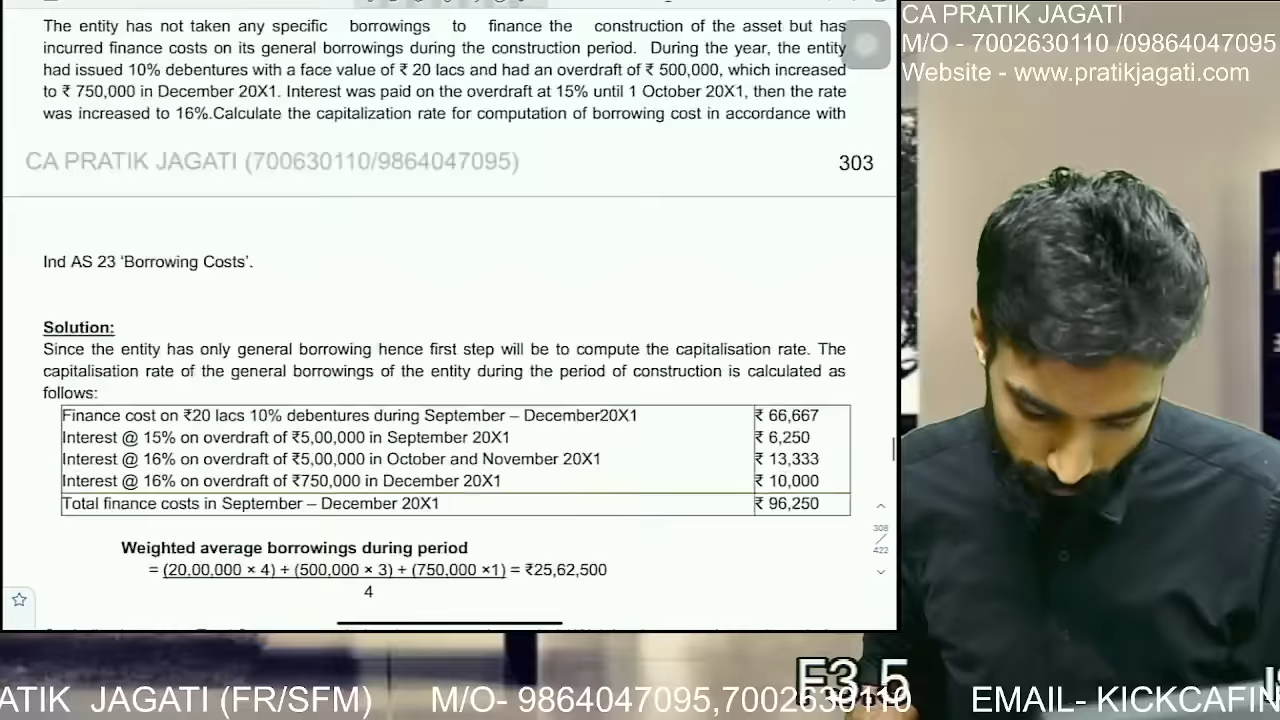 The entity has not taken any specific borrowings to finance the construction of the asset but has
incurred finance costs on its general borrowings during the construction period. During the year, the entity
had issued 10% debentures with a face value of ₹ 20 lacs and had an overdraft of ₹ 500,000, which increased
to ₹ 750,000 in December 20X1. Interest was paid on the overdraft at 15% until 1 October 20X1, then the rate
was increased to 16%.Calculate the capitalization rate for computation of borrowing cost in accordance with
CA PRATIK JAGATI (700630110/9864047095)
303
Ind AS 23 ‘Borrowing Costs’.
Solution:
Since the entity has only general borrowing hence first step will be to compute the capitalisation rate. The
capitalisation rate of the general borrowings of the entity during the period of construction is calculated as
follows:
Finance cost on ₹20 lacs 10% debentures during September – December20X1 ₹ 66,667
Interest @ 15% on overdraft of ₹5,00,000 in September 20X1 ₹ 6,250
Interest @ 16% on overdraft of ₹5,00,000 in October and November 20X1 ₹ 13,333
Interest @ 16% on overdraft of ₹750,000 in December 20X1 ₹ 10,000
Total finance costs in September – December 20X1 ₹ 96,250
Weighted average borrowings during period
= (20,00,000 × 4) + (500,000 × 3) + (750,000 ×1) = ₹25,62,500
4
308
422
CA PRATIK JAGATI
M/O - 7002630110 /09864047095
Website - www.pratikjagati.com
F3.5
ATIK JAGATI (FR/SFM) M/O- 9864047095,7002630110 EMAIL- KICKCAFIN